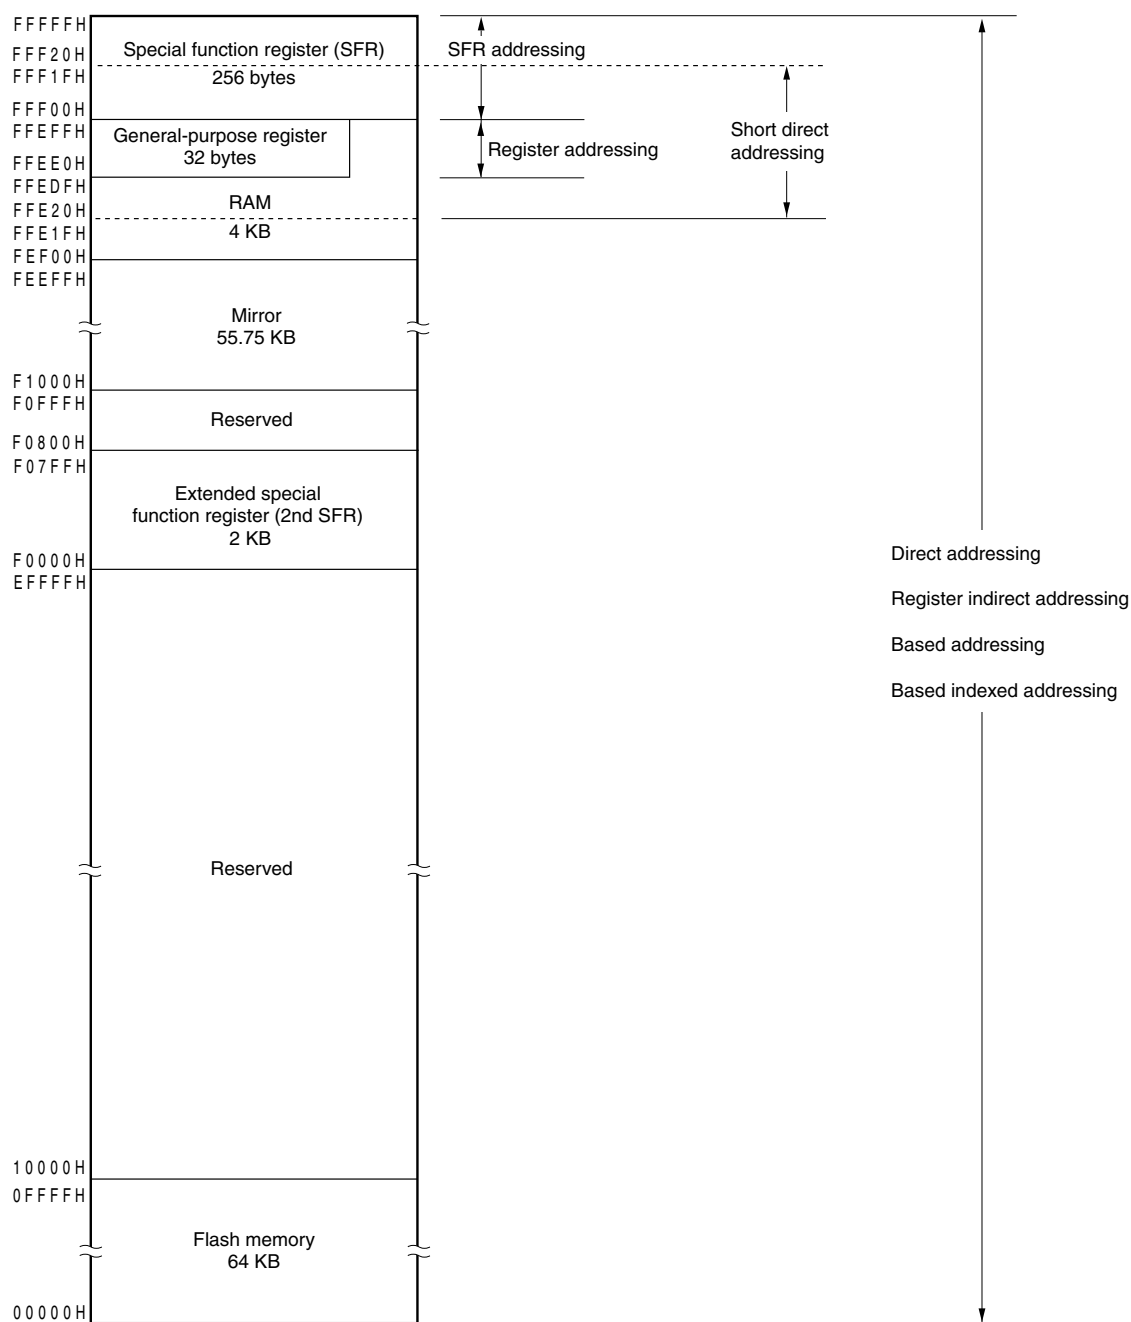 FFFFFH
FFF20H
FFF1FH
FFF00H
FFEFFH
FFEE0H
FFEDFH
FFE20H
FFE1FH
FEF00H
FEEFFH
F1000H
F0FFFH
F0800H
F07FFH
F0000H
EFFFFH
10000H
0FFFFH
00000H
Special function register (SFR)
256 bytes
General-purpose register
32 bytes
RAM
4 KB
Mirror
55.75 KB
Reserved
Extended special
function register (2nd SFR)
2 KB
Reserved
Flash memory
64 KB
SFR addressing
Register addressing
Short direct
addressing
Direct addressing
Register indirect addressing
Based addressing
Based indexed addressing